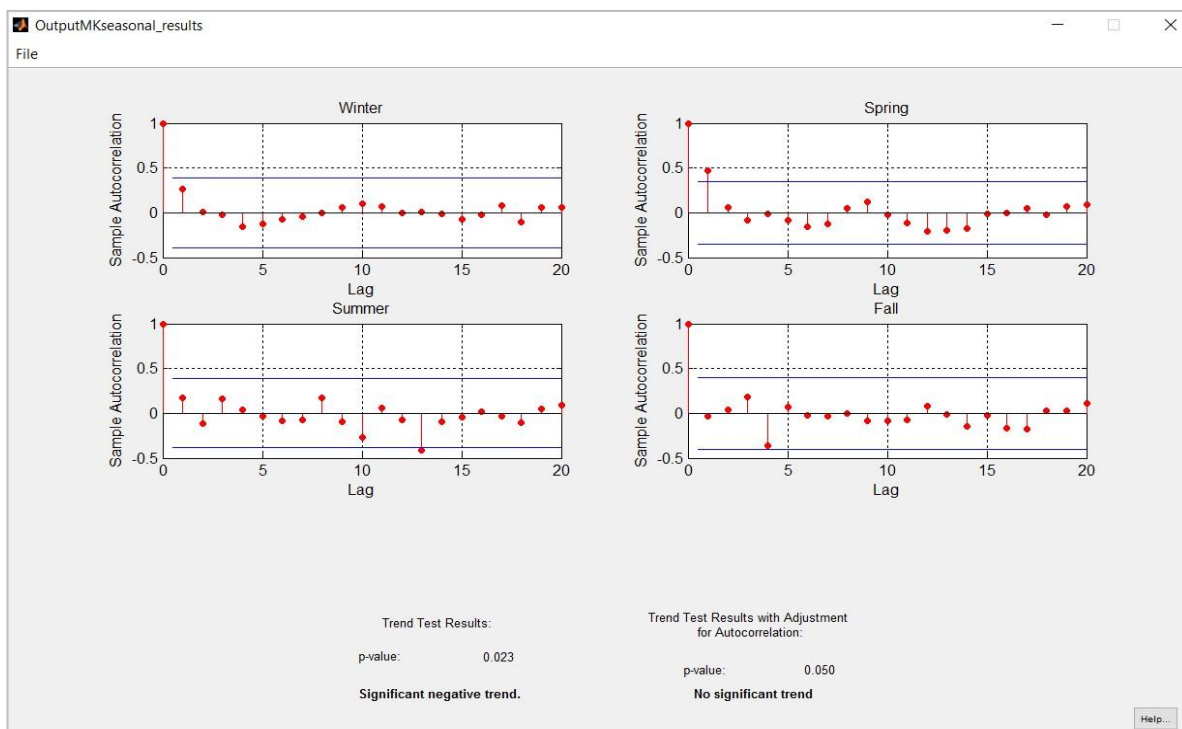 OutputMKseasonal_results
File
Winter
Sample Autocorrelation
1
0.5
0
-0.5
0 5 10 15 20
Lag
Spring
Sample Autocorrelation
1
0.5
0
-0.5
0 5 10 15 20
Lag
Summer
Sample Autocorrelation
1
0.5
0
-0.5
0 5 10 15 20
Lag
Fall
Sample Autocorrelation
1
0.5
0
-0.5
0 5 10 15 20
Lag
Trend Test Results:
p-value: 0.023
Significant negative trend.
Trend Test Results with Adjustment
for Autocorrelation:
p-value: 0.050
No significant trend
Help...